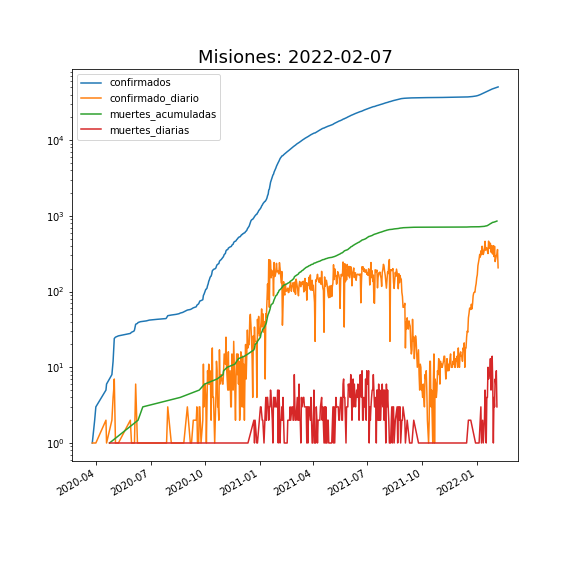 Misiones: 2022-02-07
confirmados
confirmado_diario
muertes_acumuladas
muertes_diarias
10^4
10^3
10^2
10^1
10^0
2020-04
2020-07
2020-10
2021-01
2021-04
2021-07
2021-10
2022-01